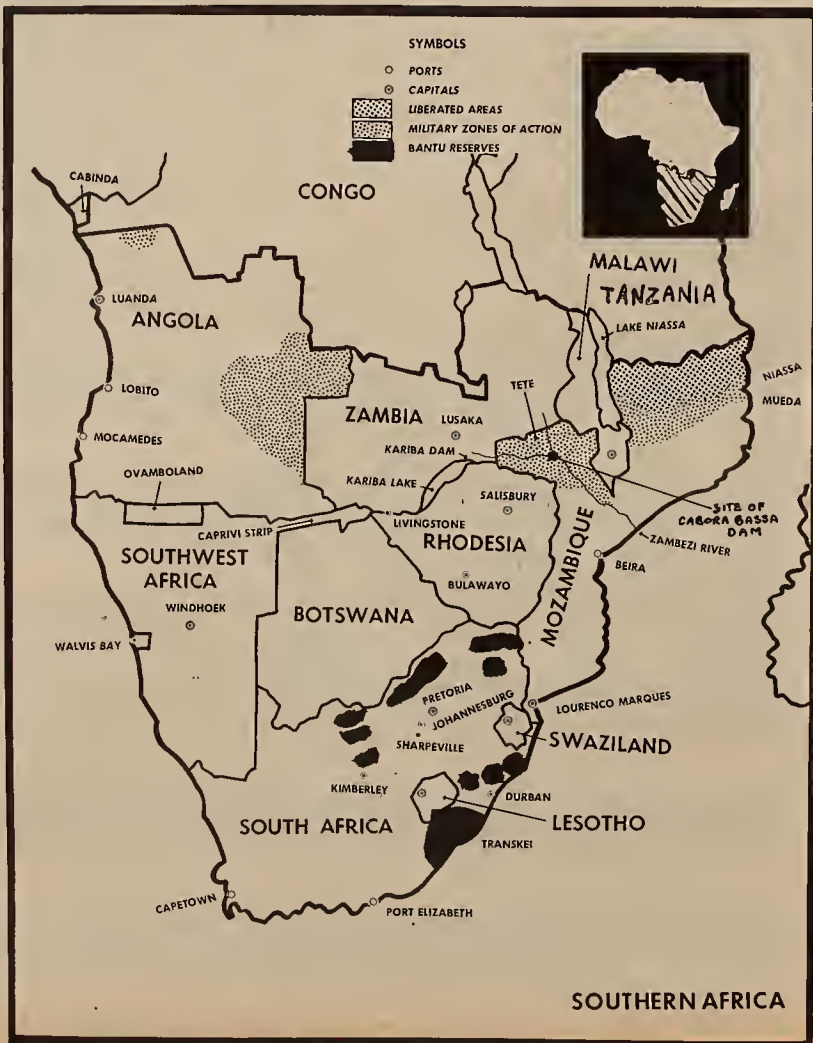 SYMBOLS
PORTS
CAPITALS
LIBERATED AREAS
MILITARY ZONES OF ACTION
BANTU RESERVES
CABINDA
CONGO
MALAWI
TANZANIA
LUANDA
ANGOLA
LAKE NIASSA
NIASSA
MUEDA
LOBITO
TETE
ZAMBIA
LUSAKA
MOCAMEDES
KARIBA DAM
OVAMBOLAND
KARIBA LAKE
SALISBURY
SITE OF
CABORA BASSA
DAM
CAPRIVI STRIP
LIVINGSTONE
RHODESIA
ZAMBEZI RIVER
SOUTHWEST
AFRICA
MOZAMBIQUE
BEIRA
BULAWAYO
WINDHOEK
BOTSWANA
WALVIS BAY
PRETORIA
JOHANNESBURG
LOURENCO MARQUES
SHARPEVILLE
SWAZILAND
KIMBERLEY
DURBAN
SOUTH AFRICA
LESOTHO
TRANSKEI
CAPETOWN
PORT ELIZABETH
SOUTHERN AFRICA